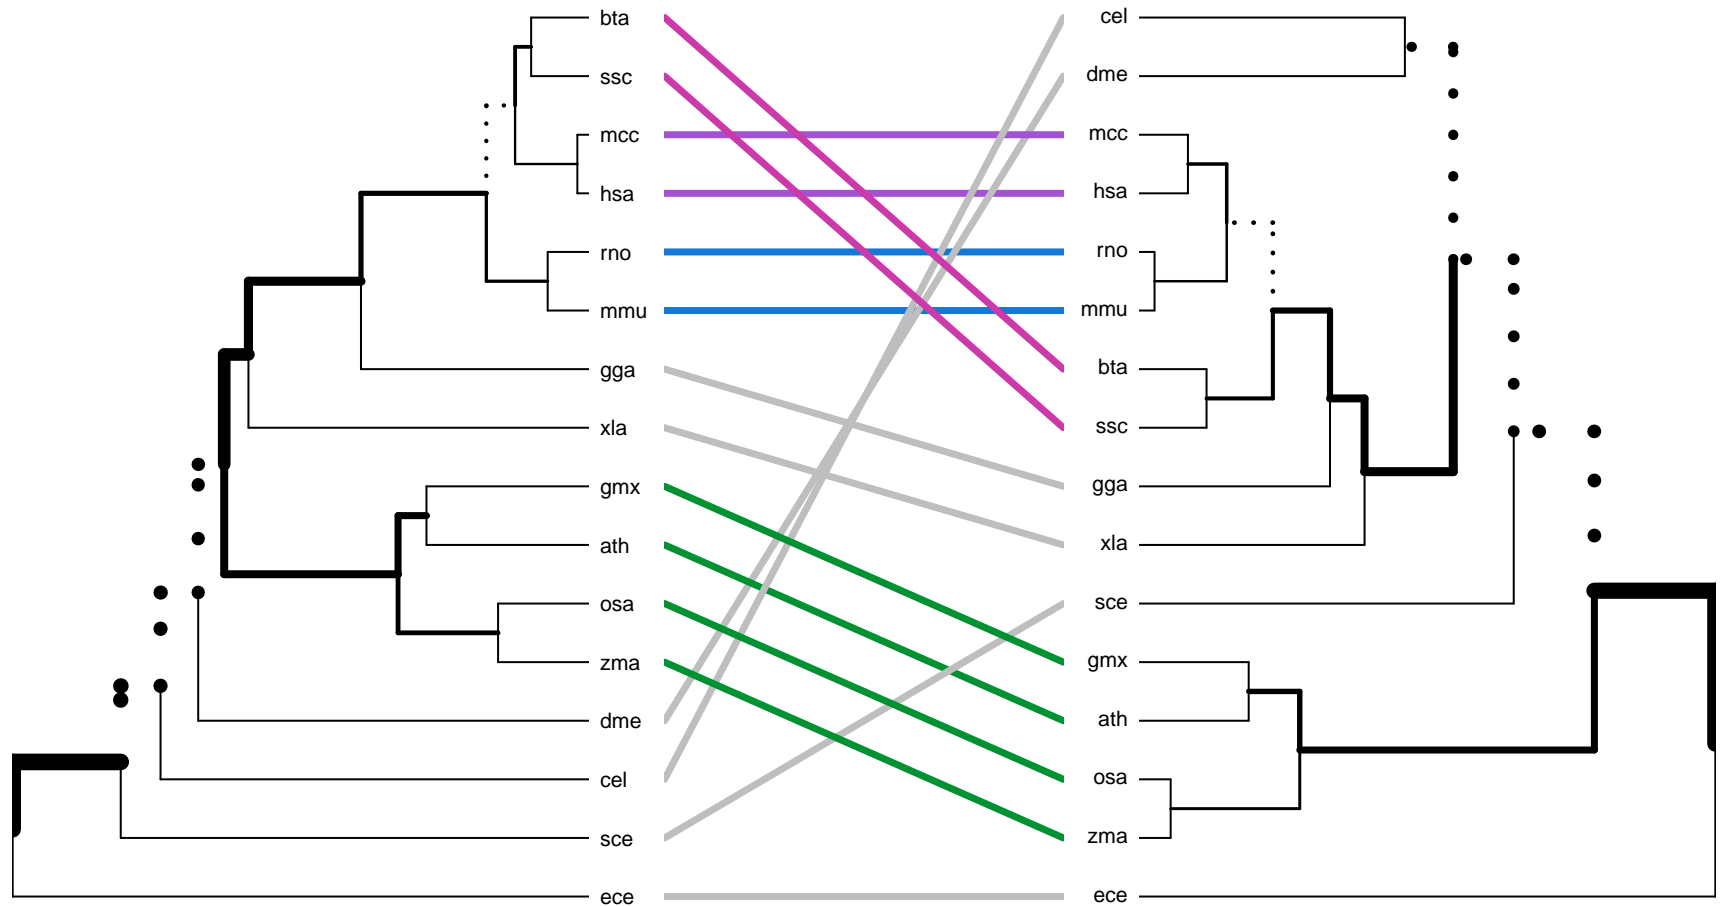 bta cel
ssc dme
mcc mcc
hsa hsa
rno rno
mmu mmu
gga bta
xla ssc
gmx gga
ath xla
osa sce
zma gmx
dme ath
cel osa
sce zma
ece ece